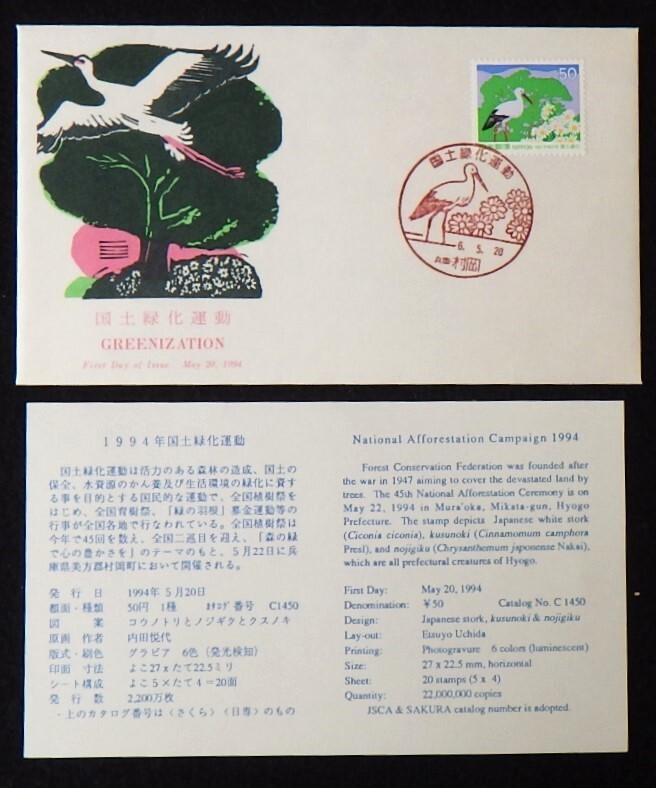 50
国土緑化運動
6. 5. 20
兵庫・村岡
国土緑化運動
GREENIZATION
First Day of Issue May 20, 1994
1994年国土緑化運動
国土緑化運動は活力のある森林の造成、国土の
保全、水資源のかん養及び生活環境の緑化に資す
る事を目的とする国民的な運動で、全国植樹祭を
はじめ、全国育樹祭、「緑の羽根」募金運動等の
行事が全国各地で行なわれている。全国植樹祭は
今年で45回を数え、全国二巡目を迎え、「森の緑
で心の豊かさを」のテーマのもと、5月22日に兵
庫県美方郡村岡町において開催される。
発行日 1994年5月20日
額面・種類 50円 1種 カタログ番号 C1450
図案 コウノトリとノジギクとクスノキ
原画作者 内田悦代
版式・刷色 グラビア 6色（発光検知）
印面寸法 よこ27xたて22.5ミリ
シート構成 よこ5×たて4＝20面
発行数 2,200万枚
・上のカタログ番号は〈さくら〉〈日専〉のもの
National Afforestation Campaign 1994
Forest Conservation Federation was founded after
the war in 1947 aiming to cover the devastated land by
trees. The 45th National Afforestation Ceremony is on
May 22, 1994 in Mura'oka, Mikata-gun, Hyogo
Prefecture. The stamp depicts Japanese white stork
(Ciconia ciconia), kusunoki (Cinnamomum camphora
Presl), and nojigiku (Chrysanthemum japonense Nakai),
which are all prefectural creatures of Hyogo.
First Day: May 20, 1994
Denomination: ¥50 Catalog No. C 1450
Design: Japanese stork, kusunoki & nojigiku
Lay-out: Etsuyo Uchida
Printing: Photogravure 6 colors (luminescent)
Size: 27 x 22.5 mm, horizontal
Sheet: 20 stamps (5 x 4)
Quantity: 22,000,000 copies
JSCA & SAKURA catalog number is adopted.